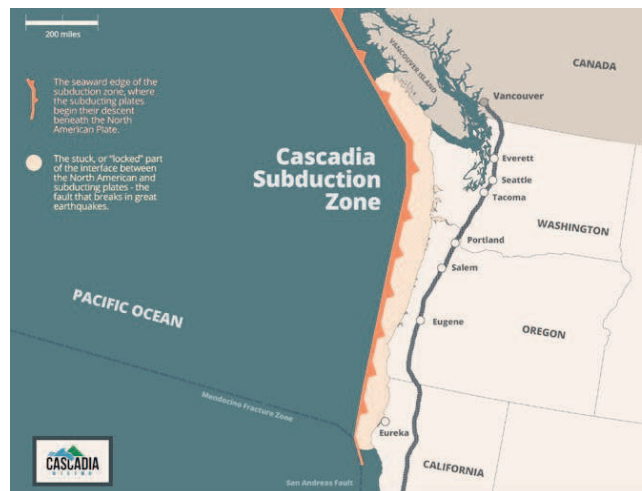 200 miles
The seaward edge of the
subduction zone, where
the subducting plates
begin their descent
beneath the North
American Plate.
The stuck, or "locked" part
of the interface between
the North American and
subducting plates - the
fault that breaks in great
earthquakes.
Cascadia
Subduction
Zone
PACIFIC OCEAN
Mendocino Fracture Zone
San Andreas Fault
VANCOUVER ISLAND
CANADA
Vancouver
Everett
Seattle
Tacoma
WASHINGTON
Portland
Salem
OREGON
Eugene
Eureka
CALIFORNIA
CASCADIA